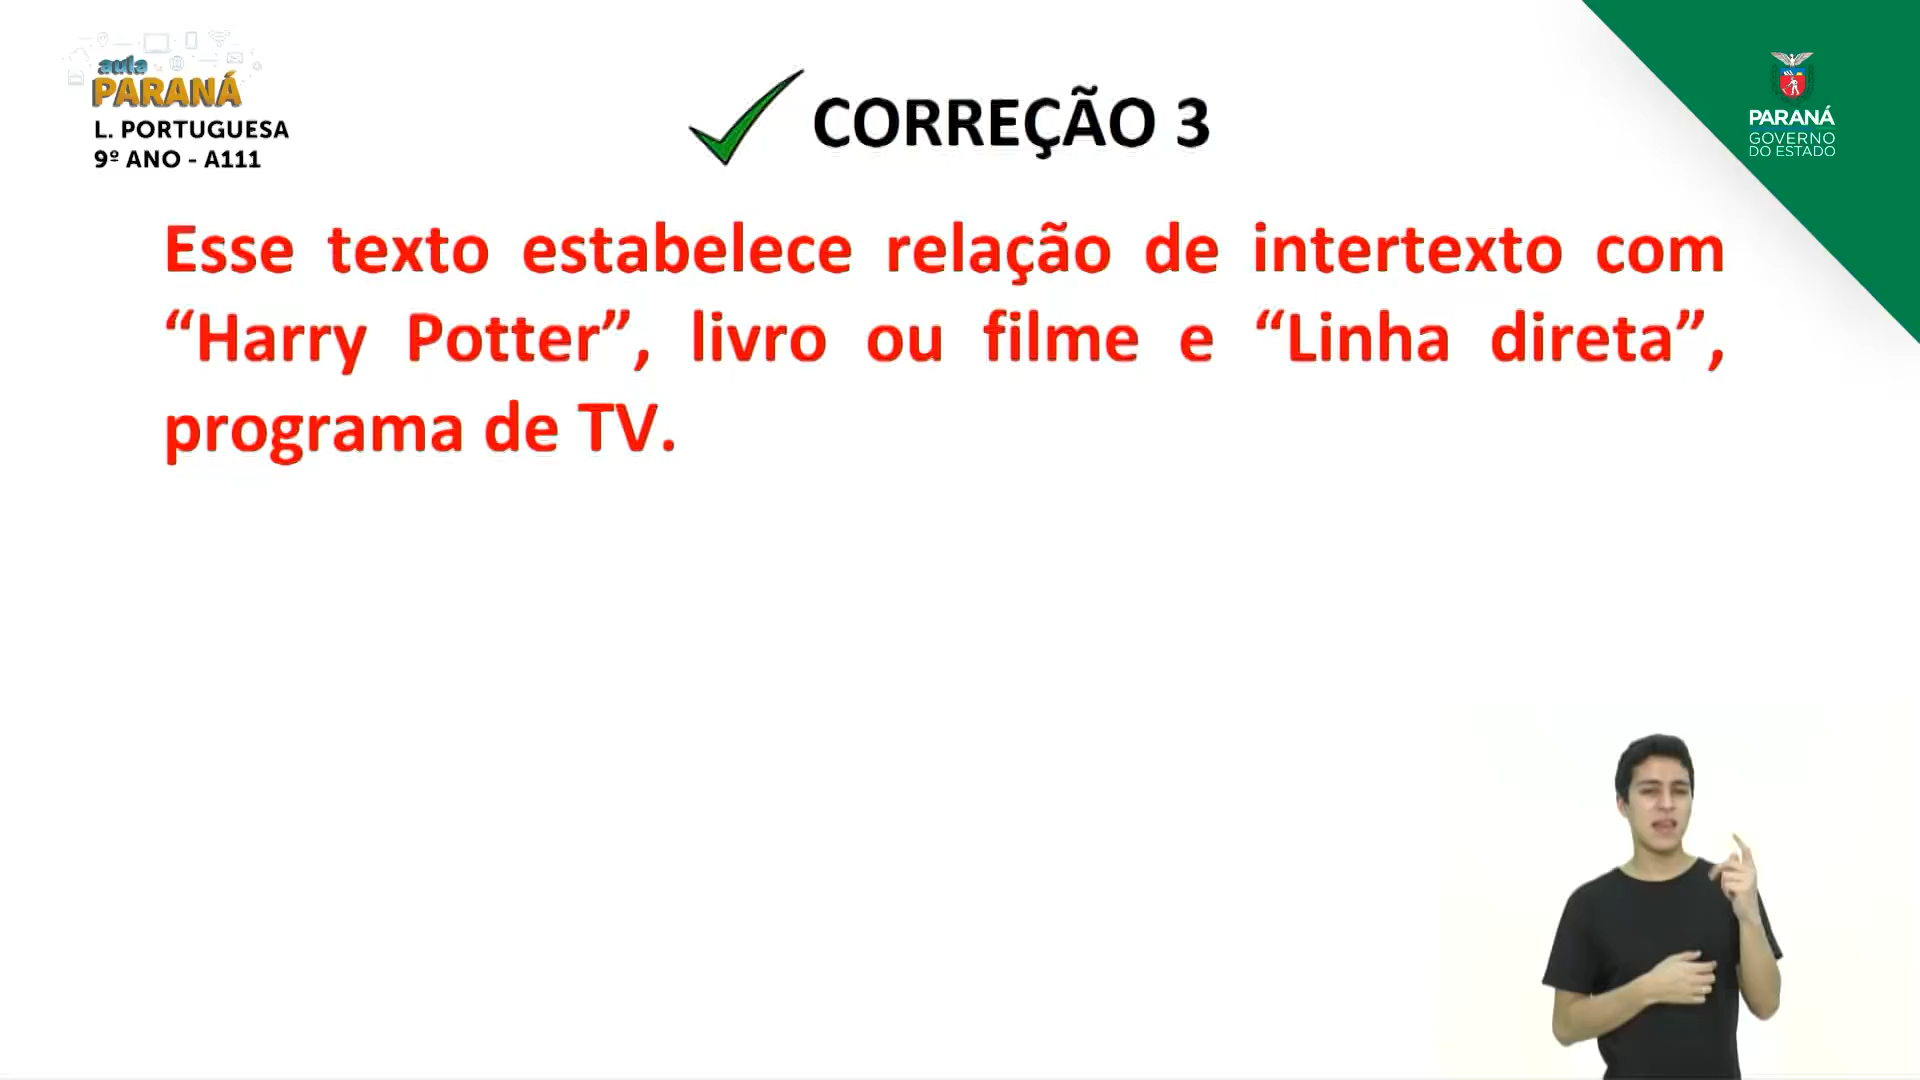 aula
PARANÁ
L. PORTUGUESA
9º ANO - A111
CORREÇÃO 3
PARANÁ
GOVERNO
DO ESTADO
Esse texto estabelece relação de intertexto com
“Harry Potter”, livro ou filme e “Linha direta”,
programa de TV.